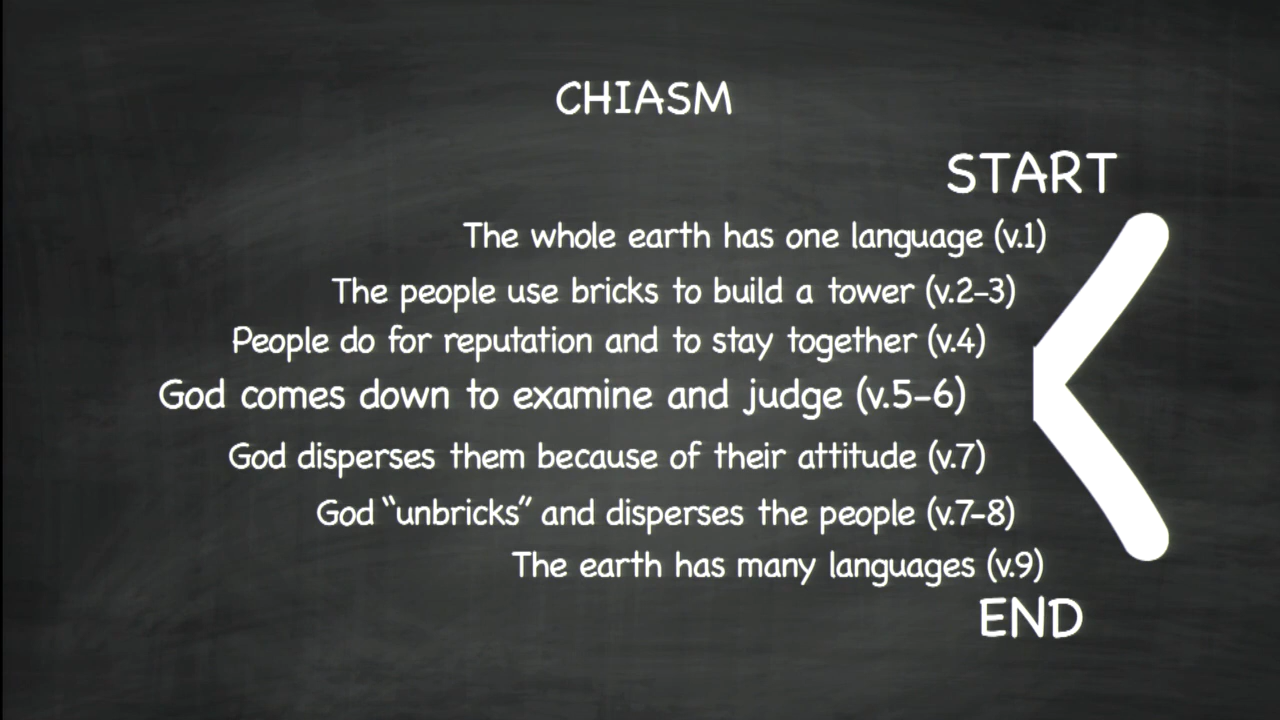 CHIASM
START
The whole earth has one language (v.1)
The people use bricks to build a tower (v.2-3)
People do for reputation and to stay together (v.4)
God comes down to examine and judge (v.5-6)
God disperses them because of their attitude (v.7)
God “unbricks” and disperses the people (v.7-8)
The earth has many languages (v.9)
END